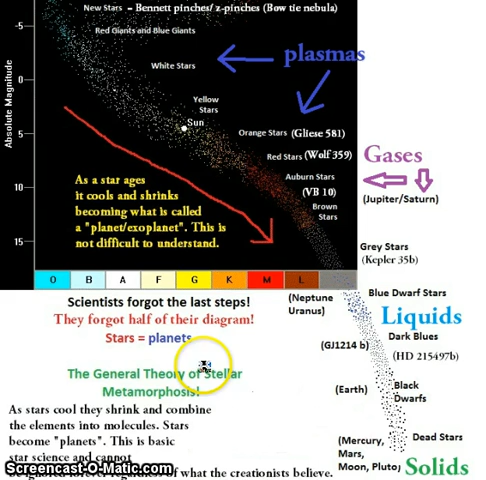 New Stars - Bennett pinches/ z-pinches (Bow tie nebula)
-5
Red Giants and Blue Giants
plasmas
White Stars
0
Absolute Magnitude
Yellow
Stars
Sun
5
Orange Stars (Gliese 581)
Red Stars (Wolf 359)
Gases
As a star ages
it cools and shrinks
becoming what is called
a "planet/exoplanet". This is
not difficult to understand.
10
Auburn Stars
(VB 10)
(Jupiter/Saturn)
Brown
Stars
15
Grey Stars
(Kepler 35b)
O B A F G K M L
Scientists forgot the last steps!
They forgot half of their diagram!
Stars = planets
(Neptune
Uranus)
Blue Dwarf Stars
Liquids
Dark Blues
(GJ1214 b)
(HD 215497b)
The General Theory of Stellar
Metamorphosis!
(Earth)
Black
Dwarfs
As stars cool they shrink and combine
the elements into molecules. Stars
become "planets". This is basic
star science and cannot
be ignored forever regardless of what the creationists believe.
(Mercury,
Mars,
Moon, Pluto)
Dead Stars
Solids
Screencast-O-Matic.com